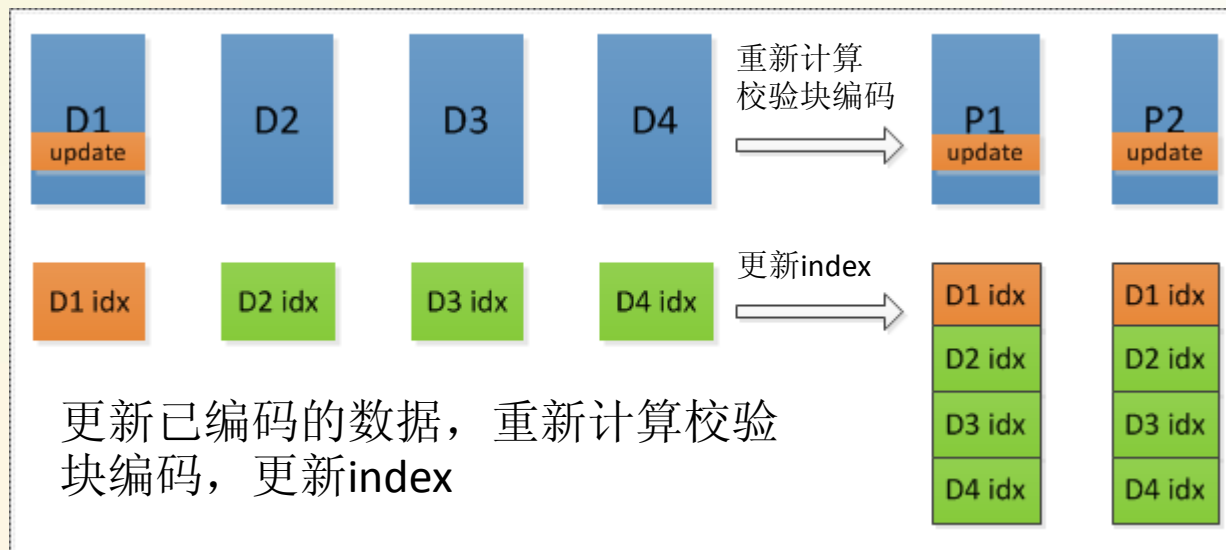 重新计算
校验块编码
D1
D2
D3
D4
P1
P2
update
update
update
更新index
D1 idx
D2 idx
D3 idx
D4 idx
D1 idx
D1 idx
D2 idx
D2 idx
D3 idx
D3 idx
D4 idx
D4 idx
更新已编码的数据，重新计算校验
块编码，更新index